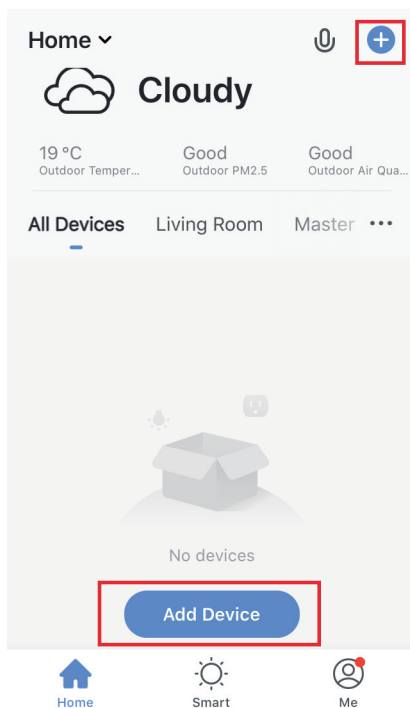 Home
Cloudy
19 °C Good Good
Outdoor Temper... Outdoor PM2.5 Outdoor Air Qua...
All Devices Living Room Master ...
No devices
Add Device
Home Smart Me